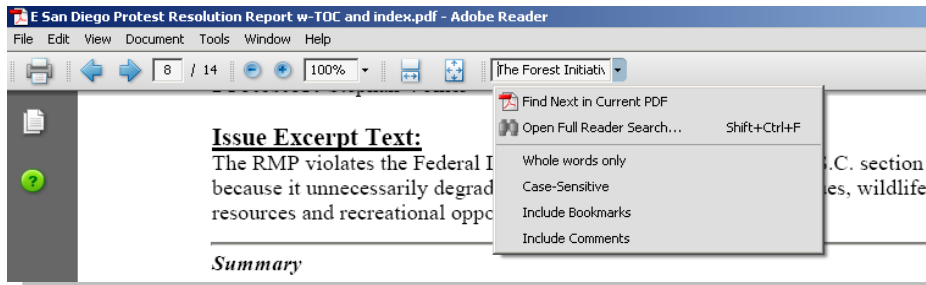 E San Diego Protest Resolution Report w-TOC and index.pdf - Adobe Reader
File Edit View Document Tools Window Help
8 / 14 100% The Forest Initiativ
Find Next in Current PDF
Open Full Reader Search... Shift+Ctrl+F
Whole words only
Case-Sensitive
Include Bookmarks
Include Comments
Issue Excerpt Text:
The RMP violates the Federal .C. section
because it unnecessarily degrad es, wildlife
resources and recreational oppo
Summary